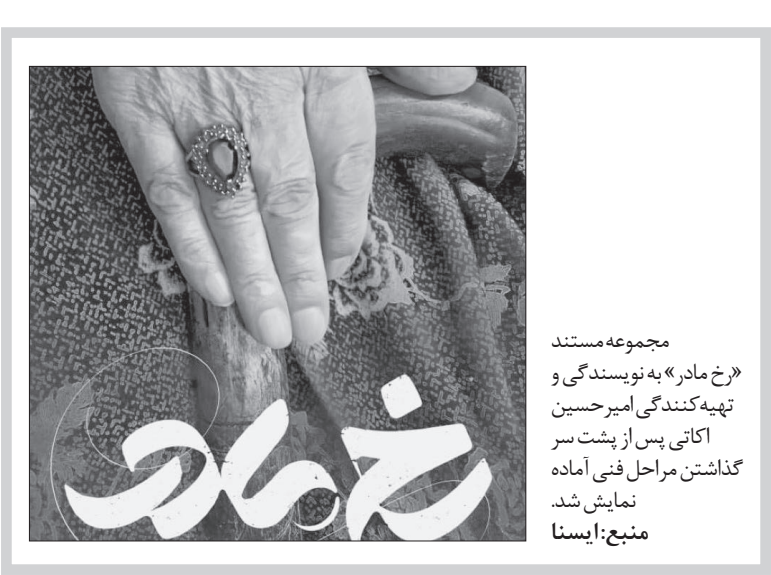 رخ مادر
مجموعه مستند
«رخ مادر» به نویسندگی و
تهیه‌کنندگی امیرحسین
اکاتی پس از پشت سر
گذاشتن مراحل فنی آماده
نمایش شد.
منبع: ایسنا